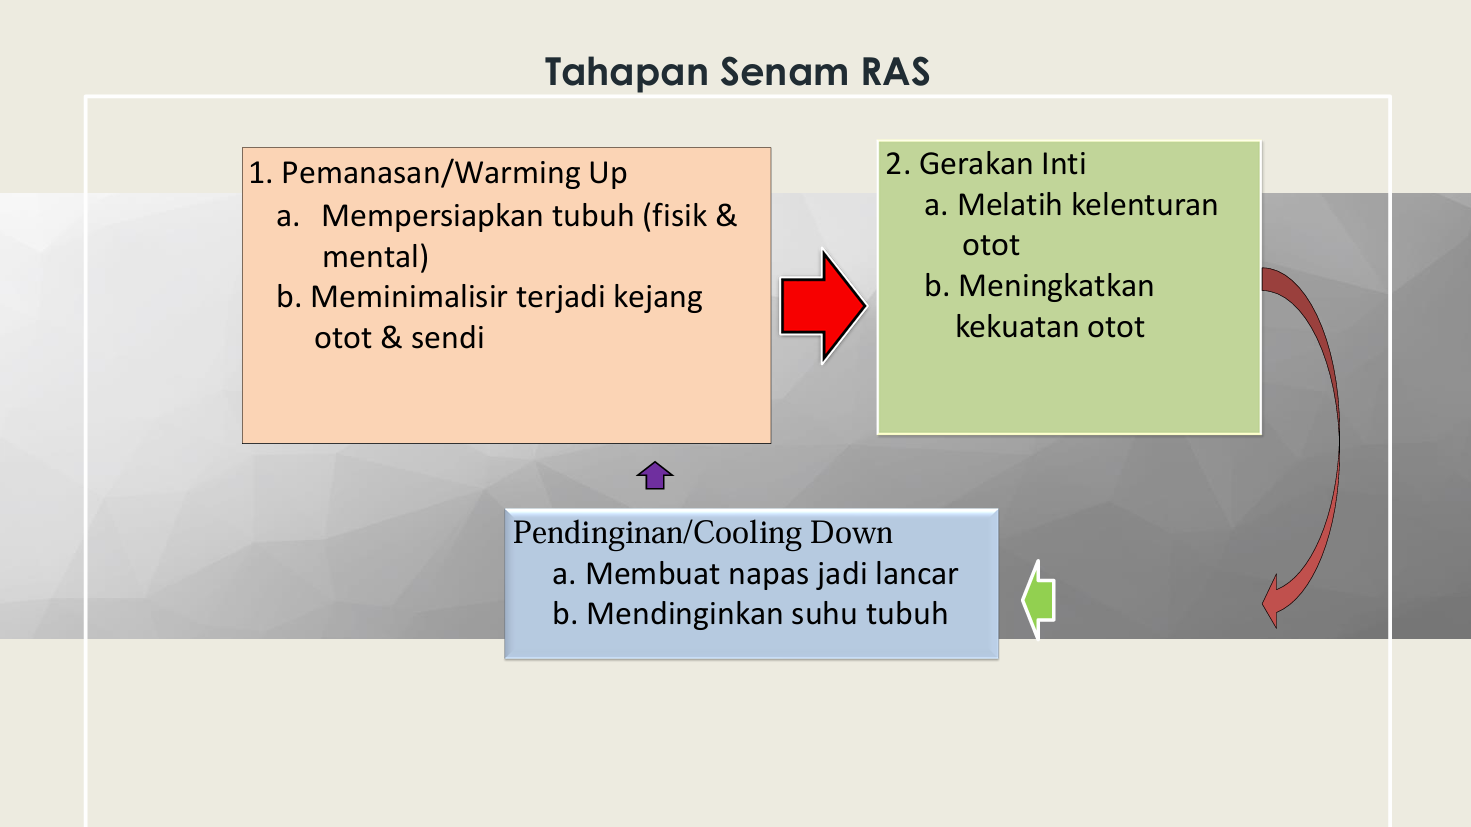 Tahapan Senam RAS
1. Pemanasan/Warming Up
a. Mempersiapkan tubuh (fisik &
mental)
b. Meminimalisir terjadi kejang
otot & sendi
2. Gerakan Inti
a. Melatih kelenturan
otot
b. Meningkatkan
kekuatan otot
Pendinginan/Cooling Down
a. Membuat napas jadi lancar
b. Mendinginkan suhu tubuh